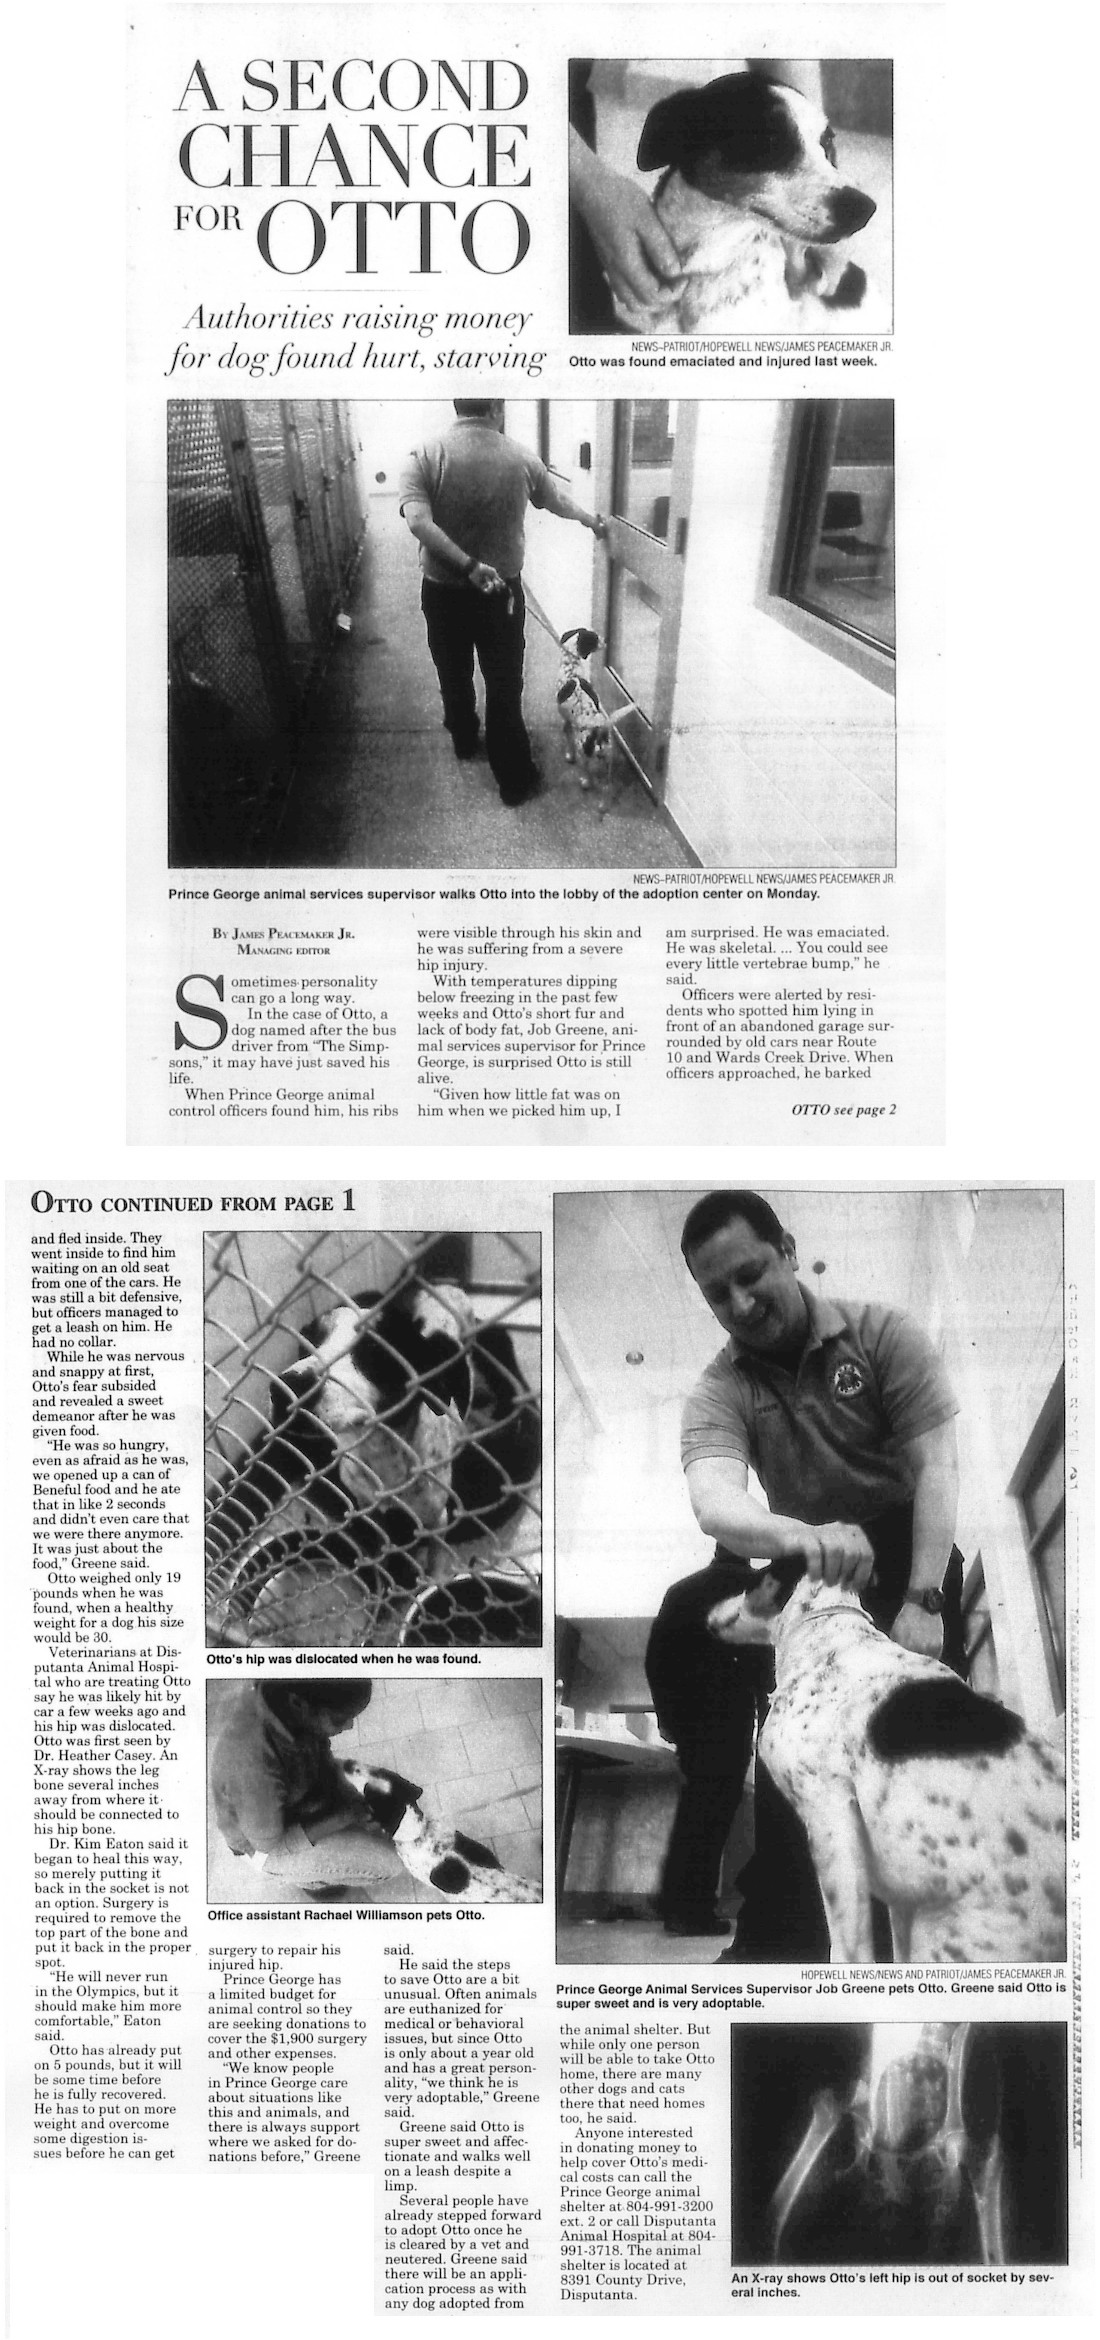 A SECOND
CHANCE
FOR OTTO
Authorities raising money
for dog found hurt, starving
NEWS-PATRIOT/HOPEWELL NEWS/JAMES PEACEMAKER JR.
Otto was found emaciated and injured last week.
NEWS-PATRIOT/HOPEWELL NEWS/JAMES PEACEMAKER JR.
Prince George animal services supervisor walks Otto into the lobby of the adoption center on Monday.
BY JAMES PEACEMAKER JR.
MANAGING EDITOR
Sometimes personality
can go a long way.
In the case of Otto, a
dog named after the bus
driver from “The Simp-
sons,” it may have just saved his
life.
When Prince George animal
control officers found him, his ribs
were visible through his skin and
he was suffering from a severe
hip injury.
With temperatures dipping
below freezing in the past few
weeks and Otto's short fur and
lack of body fat, Job Greene, ani-
mal services supervisor for Prince
George, is surprised Otto is still
alive.
“Given how little fat was on
him when we picked him up, I
am surprised. He was emaciated.
He was skeletal. ... You could see
every little vertebrae bump,” he
said.
Officers were alerted by resi-
dents who spotted him lying in
front of an abandoned garage sur-
rounded by old cars near Route
10 and Wards Creek Drive. When
officers approached, he barked
OTTO see page 2
OTTO CONTINUED FROM PAGE 1
and fled inside. They
went inside to find him
waiting on an old seat
from one of the cars. He
was still a bit defensive,
but officers managed to
get a leash on him. He
had no collar.
While he was nervous
and snappy at first,
Otto's fear subsided
and revealed a sweet
demeanor after he was
given food.
“He was so hungry,
even as afraid as he was,
we opened up a can of
Beneful food and he ate
that in like 2 seconds
and didn't even care that
we were there anymore.
It was just about the
food,” Greene said.
Otto weighed only 19
pounds when he was
found, when a healthy
weight for a dog his size
would be 30.
Veterinarians at Dis-
putanta Animal Hospi-
tal who are treating Otto
say he was likely hit by
car a few weeks ago and
his hip was dislocated.
Otto was first seen by
Dr. Heather Casey. An
X-ray shows the leg
bone several inches
away from where it
should be connected to
his hip bone.
Dr. Kim Eaton said it
began to heal this way,
so merely putting it
back in the socket is not
an option. Surgery is
required to remove the
top part of the bone and
put it back in the proper
spot.
“He will never run
in the Olympics, but it
should make him more
comfortable,” Eaton
said.
Otto has already put
on 5 pounds, but it will
be some time before
he is fully recovered.
He has to put on more
weight and overcome
some digestion is-
sues before he can get
Otto's hip was dislocated when he was found.
Office assistant Rachael Williamson pets Otto.
surgery to repair his
injured hip.
Prince George has
a limited budget for
animal control so they
are seeking donations to
cover the $1,900 surgery
and other expenses.
“We know people
in Prince George care
about situations like
this and animals, and
there is always support
where we asked for do-
nations before,” Greene
said.
He said the steps
to save Otto are a bit
unusual. Often animals
are euthanized for
medical or behavioral
issues, but since Otto
is only about a year old
and has a great person-
ality, “we think he is
very adoptable,” Greene
said.
Greene said Otto is
super sweet and affec-
tionate and walks well
on a leash despite a
limp.
Several people have
already stepped forward
to adopt Otto once he
is cleared by a vet and
neutered. Greene said
there will be an appli-
cation process as with
any dog adopted from
HOPEWELL NEWS/NEWS AND PATRIOT/JAMES PEACEMAKER JR.
Prince George Animal Services Supervisor Job Greene pets Otto. Greene said Otto is
super sweet and is very adoptable.
the animal shelter. But
while only one person
will be able to take Otto
home, there are many
other dogs and cats
there that need homes
too, he said.
Anyone interested
in donating money to
help cover Otto's medi-
cal costs can call the
Prince George animal
shelter at 804-991-3200
ext. 2 or call Disputanta
Animal Hospital at 804-
991-3718. The animal
shelter is located at
8391 County Drive,
Disputanta.
An X-ray shows Otto's left hip is out of socket by sev-
eral inches.